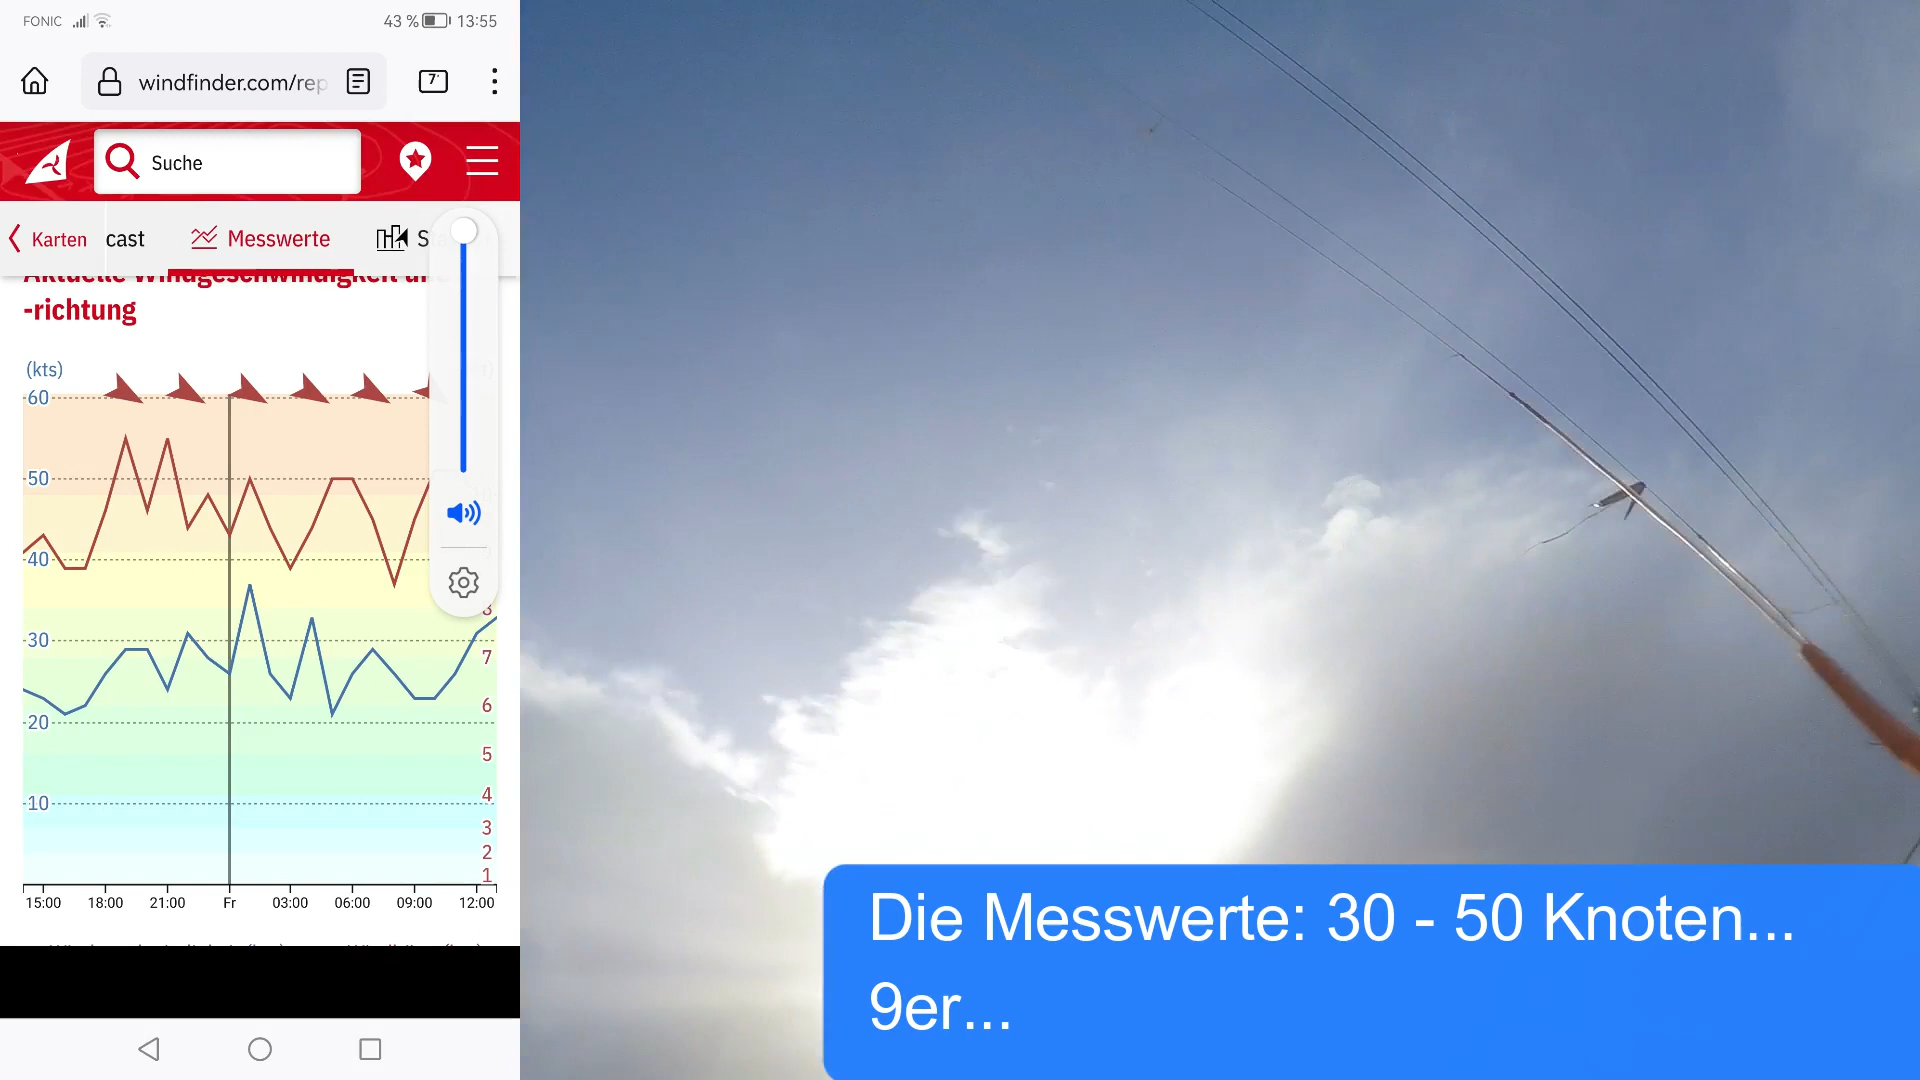 FONIC
43 % 13:55
windfinder.com/rep
7
Suche
Karten
cast
Messwerte
Aktuelle Windgeschwindigkeit
-richtung
(kts)
60
50
40
30
20
10
8
7
6
5
4
3
2
1
15:00 18:00 21:00 Fr 03:00 06:00 09:00 12:00
Die Messwerte: 30 - 50 Knoten...
9er...